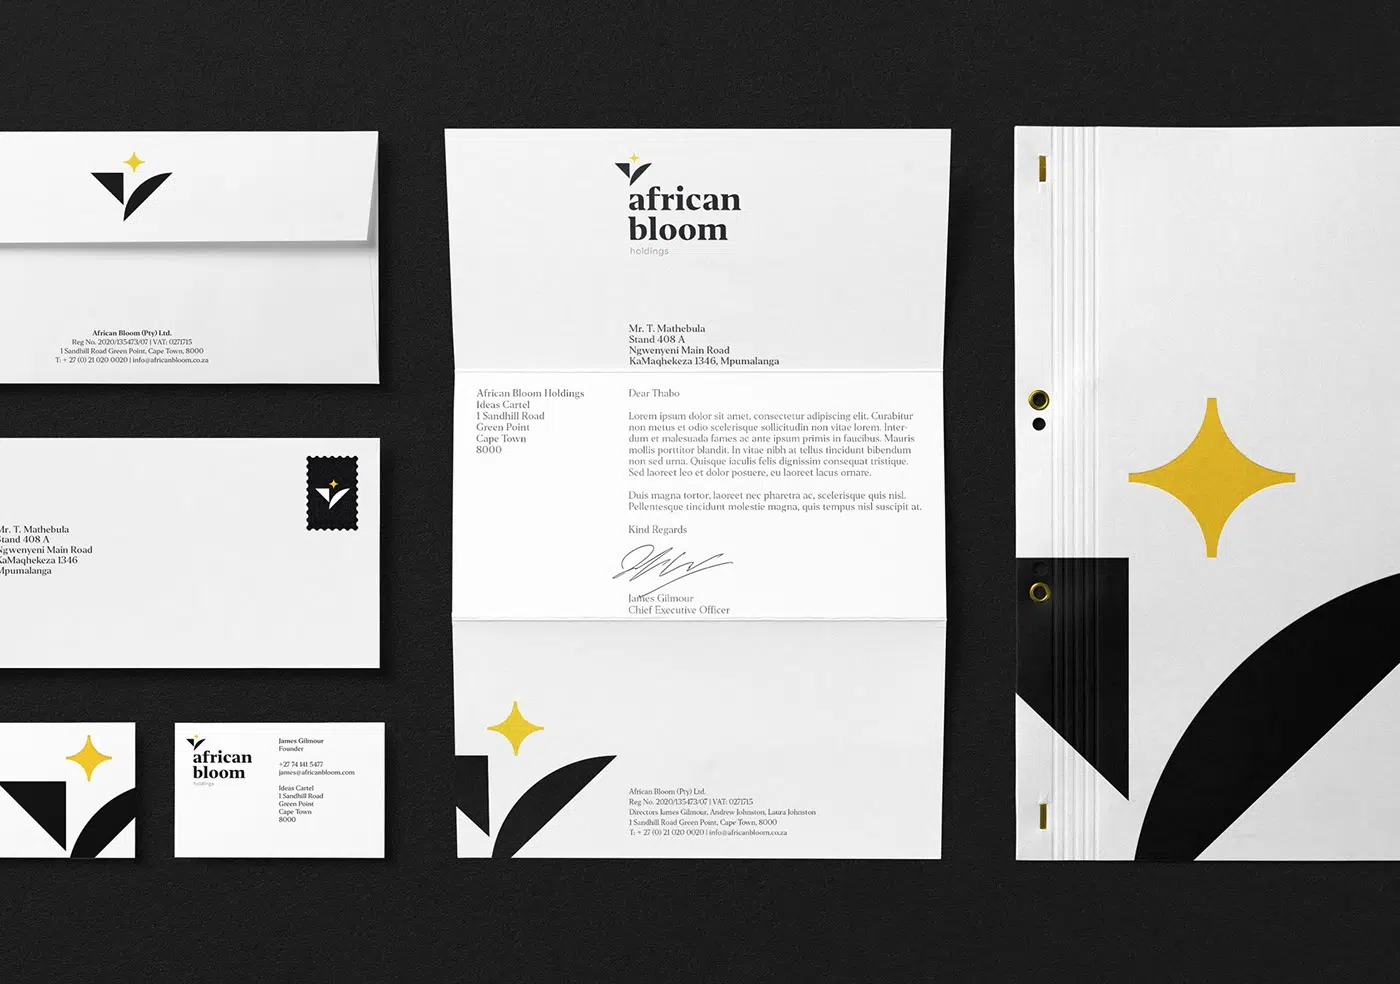 African Bloom (Pty) Ltd.
Reg No. 2020/135473/07 | VAT: 0271715
1 Sandhill Road Green Point, Cape Town, 8000
T: + 27 (0) 21 020 0020 | info@africanbloom.co.za
Mr. T. Mathebula
Stand 408 A
Ngwenyeni Main Road
KaMaqhekeza 1346
Mpumalanga
african
bloom
holdings
James Gilmour
Founder
+27 74 141 5477
james@africanbloom.com
Ideas Cartel
1 Sandhill Road
Green Point
Cape Town
8000
african
bloom
holdings
Mr. T. Mathebula
Stand 408 A
Ngwenyeni Main Road
KaMaqhekeza 1346, Mpumalanga
African Bloom Holdings
Ideas Cartel
1 Sandhill Road
Green Point
Cape Town
8000
Dear Thabo
Lorem ipsum dolor sit amet, consectetur adipiscing elit. Curabitur
non metus et odio scelerisque sollicitudin non vitae lorem. Inter-
dum et malesuada fames ac ante ipsum primis in faucibus. Mauris
mollis porttitor blandit. In vitae nibh at tellus tincidunt bibendum
non sed urna. Quisque iaculis felis dignissim consequat tristique.
Sed laoreet leo et dolor posuere, eu laoreet lacus ornare.
Duis magna tortor, laoreet nec pharetra ac, scelerisque quis nisl.
Pellentesque tincidunt molestie magna, quis tempus nisl suscipit at.
Kind Regards
James Gilmour
Chief Executive Officer
African Bloom (Pty) Ltd.
Reg No. 2020/135473/07 | VAT: 0271715
Directors James Gilmour, Andrew Johnston, Laura Johnston
1 Sandhill Road Green Point, Cape Town, 8000
T: + 27 (0) 21 020 0020 | info@africanbloom.co.za